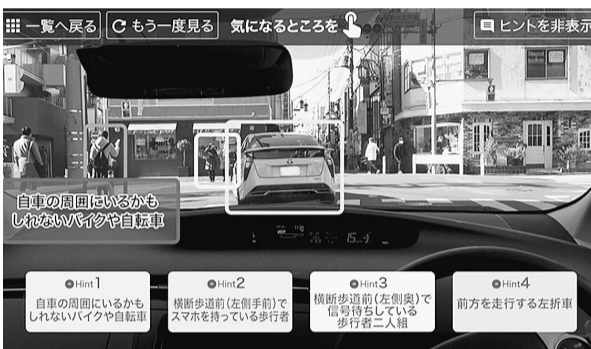 一覧へ戻る
もう一度見る
気になるところを
ヒントを非表示
自車の周囲にいるかも
しれないバイクや自転車
Hint1
自車の周囲にいるかも
しれないバイクや自転車
Hint2
横断歩道前(左側手前)で
スマホを持っている歩行者
Hint3
横断歩道前(左側奥)で
信号待ちしている
歩行者二人組
Hint4
前方を走行する左折車